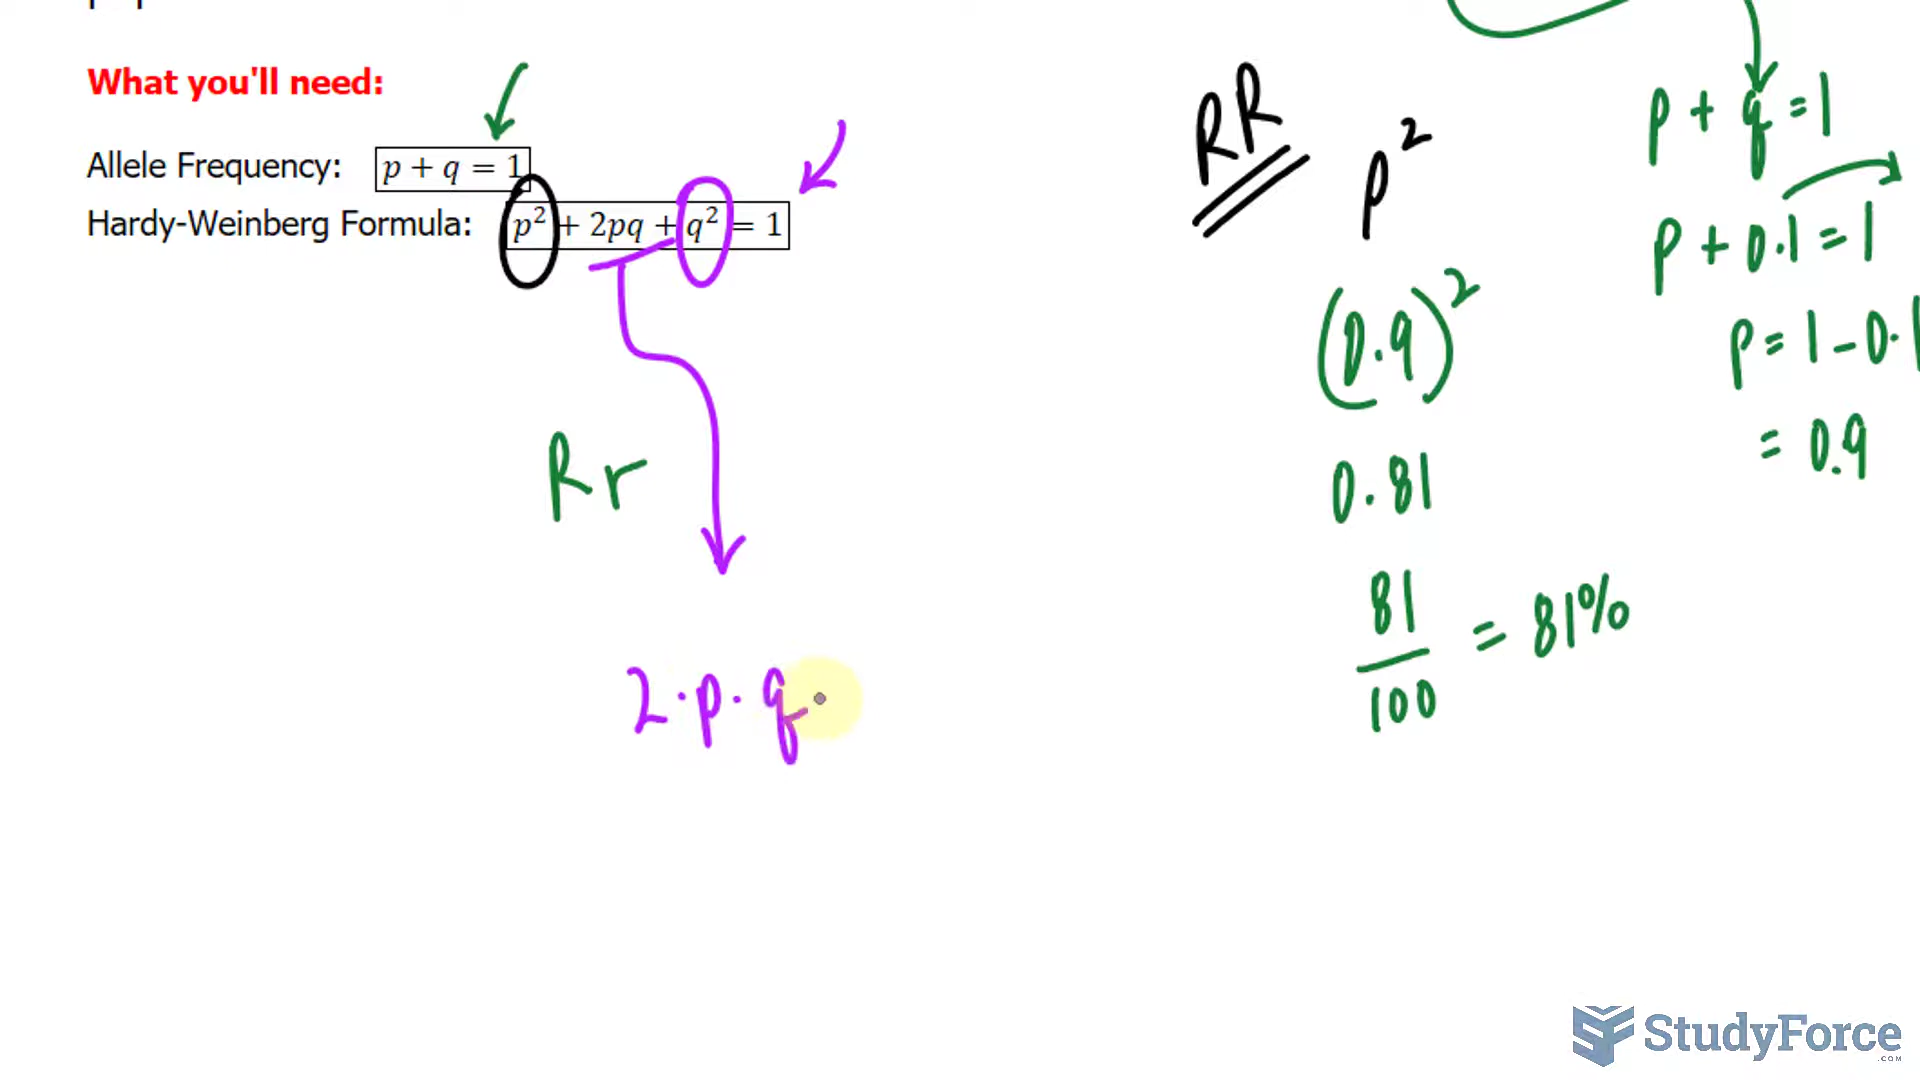 What you'll need:
Allele Frequency: p + q = 1
Hardy-Weinberg Formula: p² + 2pq + q² = 1
Rr
2 · p · q
RR
p²
(0.9)²
0.81
81
100
= 81%
p + q = 1
p + 0.1 = 1
p = 1 - 0.1
= 0.9
StudyForce
.COM